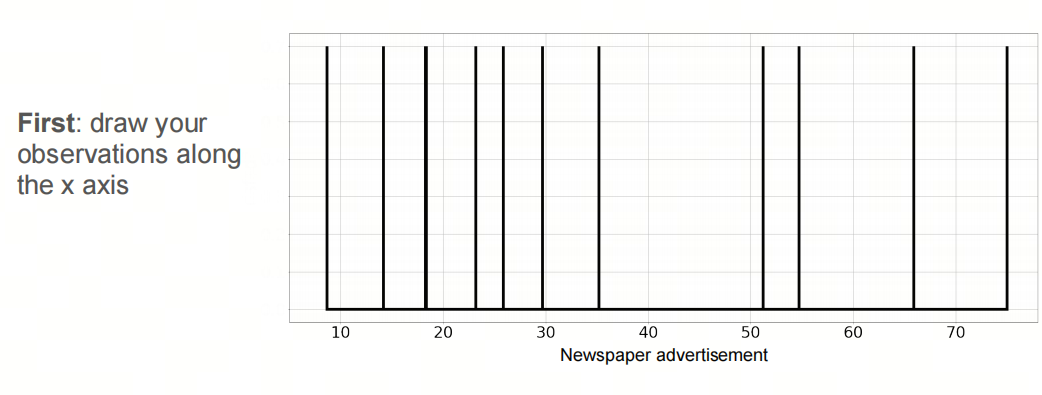 First: draw your
observations along
the x axis
10 20 30 40 50 60 70
Newspaper advertisement